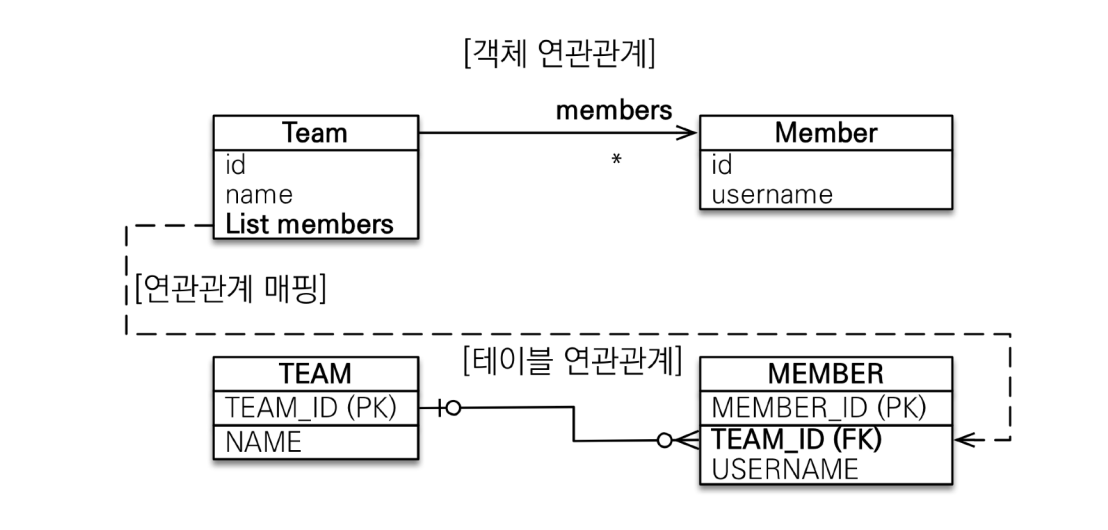 [객체 연관관계]
members
*
Team
id
name
List members
Member
id
username
[연관관계 매핑]
[테이블 연관관계]
TEAM
TEAM_ID (PK)
NAME
MEMBER
MEMBER_ID (PK)
TEAM_ID (FK)
USERNAME